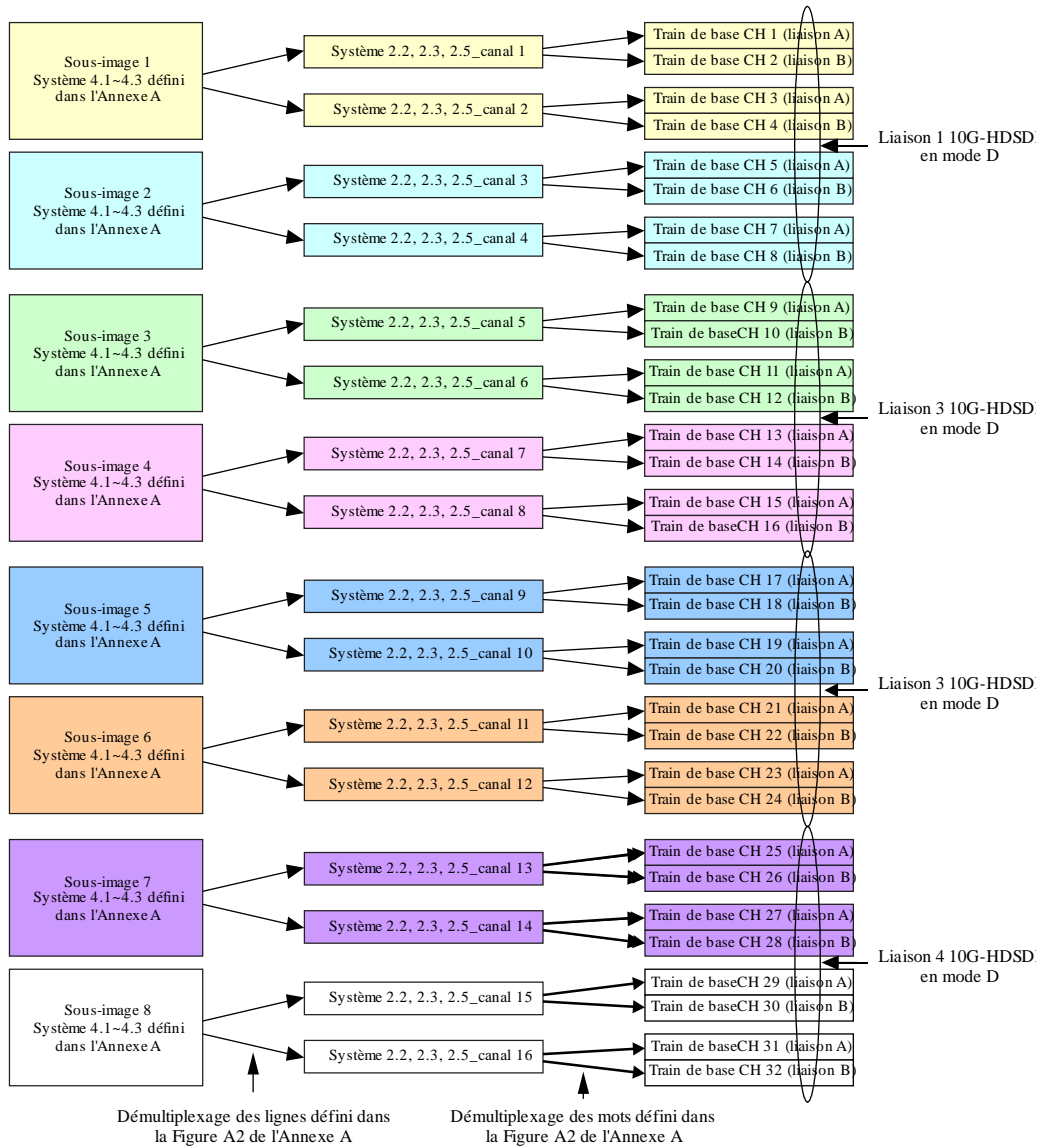 Sous-image 1
Système 4.1~4.3 défini
dans l'Annexe A
Système 2.2, 2.3, 2.5_canal 1
Système 2.2, 2.3, 2.5_canal 2
Train de base CH 1 (liaison A)
Train de base CH 2 (liaison B)
Train de base CH 3 (liaison A)
Train de base CH 4 (liaison B)
Liaison 1 10G-HDSD
en mode D
Sous-image 2
Système 4.1~4.3 défini
dans l'Annexe A
Système 2.2, 2.3, 2.5_canal 3
Système 2.2, 2.3, 2.5_canal 4
Train de base CH 5 (liaison A)
Train de base CH 6 (liaison B)
Train de base CH 7 (liaison A)
Train de base CH 8 (liaison B)
Sous-image 3
Système 4.1~4.3 défini
dans l'Annexe A
Système 2.2, 2.3, 2.5_canal 5
Système 2.2, 2.3, 2.5_canal 6
Train de base CH 9 (liaison A)
Train de baseCH 10 (liaison B)
Train de base CH 11 (liaison A)
Train de base CH 12 (liaison B)
Liaison 3 10G-HDSD
en mode D
Sous-image 4
Système 4.1~4.3 défini
dans l'Annexe A
Système 2.2, 2.3, 2.5_canal 7
Système 2.2, 2.3, 2.5_canal 8
Train de base CH 13 (liaison A)
Train de base CH 14 (liaison B)
Train de base CH 15 (liaison A)
Train de baseCH 16 (liaison B)
Sous-image 5
Système 4.1~4.3 défini
dans l'Annexe A
Système 2.2, 2.3, 2.5_canal 9
Système 2.2, 2.3, 2.5_canal 10
Train de base CH 17 (liaison A)
Train de base CH 18 (liaison B)
Train de base CH 19 (liaison A)
Train de base CH 20 (liaison B)
Liaison 3 10G-HDSD
en mode D
Sous-image 6
Système 4.1~4.3 défini
dans l'Annexe A
Système 2.2, 2.3, 2.5_canal 11
Système 2.2, 2.3, 2.5_canal 12
Train de base CH 21 (liaison A)
Train de base CH 22 (liaison B)
Train de base CH 23 (liaison A)
Train de base CH 24 (liaison B)
Sous-image 7
Système 4.1~4.3 défini
dans l'Annexe A
Système 2.2, 2.3, 2.5_canal 13
Système 2.2, 2.3, 2.5_canal 14
Train de base CH 25 (liaison A)
Train de base CH 26 (liaison B)
Train de base CH 27 (liaison A)
Train de base CH 28 (liaison B)
Liaison 4 10G-HDSD
en mode D
Sous-image 8
Système 4.1~4.3 défini
dans l'Annexe A
Système 2.2, 2.3, 2.5_canal 15
Système 2.2, 2.3, 2.5_canal 16
Train de baseCH 29 (liaison A)
Train de base CH 30 (liaison B)
Train de baseCH 31 (liaison A)
Train de base CH 32 (liaison B)
Démultiplexage des lignes défini dans
la Figure A2 de l'Annexe A
Démultiplexage des mots défini dans
la Figure A2 de l'Annexe A